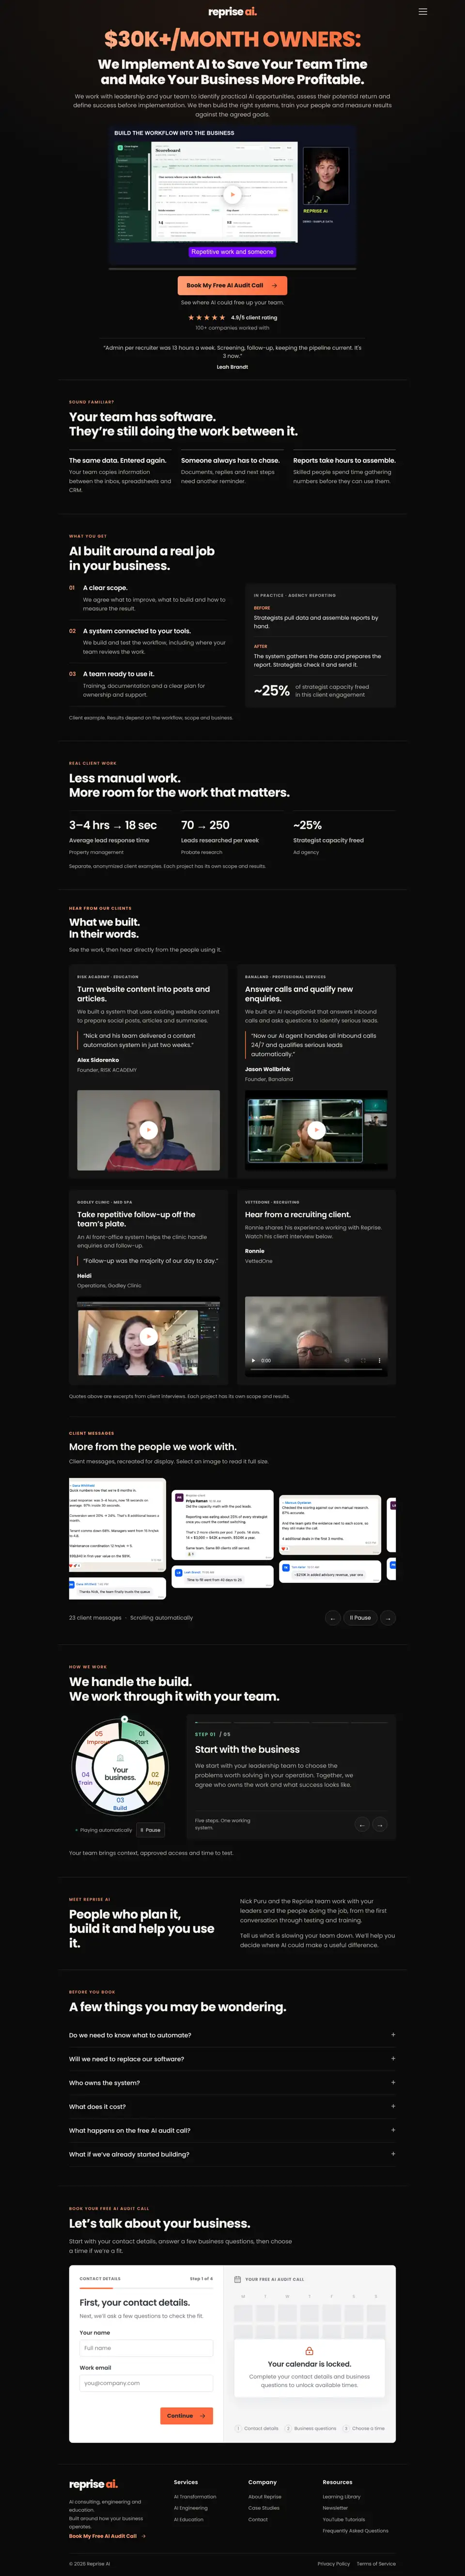 reprise ai.
$30K+/MONTH OWNERS:
We Implement AI to Save Your Team Time
and Make Your Business More Profitable.
We work with leadership and your team to identify practical AI opportunities, assess their potential return and
define success before implementation. We then build the right systems, train your people and measure results
against the agreed goals.
BUILD THE WORKFLOW INTO THE BUSINESS
Scoreboard
REPRISE AI
Repetitive work and someone
Book My Free AI Audit Call →
See where AI could free up your team.
★★★★★ 4.9/5 client rating
100+ companies worked with
“Admin per recruiter was 13 hours a week. Screening, follow-up, keeping the pipeline current. It's
3 now.”
Leah Brandt
SOUND FAMILIAR?
Your team has software.
They’re still doing the work between it.
The same data. Entered again.
Your team copies information
between the inbox, spreadsheets and
CRM.
Someone always has to chase.
Documents, replies and next steps
need another reminder.
Reports take hours to assemble.
Skilled people spend time gathering
numbers before they can use them.
WHAT YOU GET
AI built around a real job
in your business.
01 A clear scope.
We agree what to improve, what to build and how to
measure the result.
02 A system connected to your tools.
We build and test the workflow, including where your
team reviews the work.
03 A team ready to use it.
Training, documentation and a clear plan for
ownership and support.
IN PRACTICE · AGENCY REPORTING
BEFORE
Strategists pull data and assemble reports by
hand.
AFTER
The system gathers the data and prepares the
report. Strategists check it and send it.
~25% of strategist capacity freed
in this client engagement
Client example. Results depend on the workflow, scope and business.
REAL CLIENT WORK
Less manual work.
More room for the work that matters.
3–4 hrs → 18 sec
Average lead response time
Property management
70 → 250
Leads researched per week
Probate research
~25%
Strategist capacity freed
Ad agency
Separate, anonymized client examples. Each project has its own scope and results.
HEAR FROM OUR CLIENTS
What we built.
In their words.
See the work, then hear directly from the people using it.
RISK ACADEMY · EDUCATION
Turn website content into posts and
articles.
We built a system that uses existing website content
to prepare social posts, articles and summaries.
“Nick and his team delivered a content
automation system in just two weeks.”
Alex Sidorenko
Founder, RISK ACADEMY
BANALAND · PROFESSIONAL SERVICES
Answer calls and qualify new
enquiries.
We built an AI receptionist that answers inbound
calls and asks questions to identify serious leads.
“Now our AI agent handles all inbound calls
24/7 and qualifies serious leads
automatically.”
Jason Wollbrink
Founder, Banaland
GODLEY CLINIC · MED SPA
Take repetitive follow-up off the
team’s plate.
An AI front-office system helps the clinic handle
enquiries and follow-up.
“Follow-up was the majority of our day to day.”
Heidi
Operations, Godley Clinic
VETTEDONE · RECRUITING
Hear from a recruiting client.
Ronnie shares his experience working with Reprise.
Watch his client interview below.
Ronnie
VettedOne
0:00
Quotes above are excerpts from client interviews. Each project has its own scope and results.
CLIENT MESSAGES
More from the people we work with.
Client messages, recreated for display. Select an image to read it full size.
23 client messages · Scrolling automatically
← II Pause →
HOW WE WORK
We handle the build.
We work through it with your team.
01
Start
02
Map
03
Build
04
Train
05
Your
business.
Playing automatically II Pause
STEP 01 / 05
Start with the business
We start with your leadership team to choose the
problems worth solving in your operation. Together, we
agree who owns the work and what success looks like.
Five steps. One working
system.
← →
Your team brings context, approved access and time to test.
MEET REPRISE AI
People who plan it,
build it and help you use
it.
Nick Puru and the Reprise team work with your
leaders and the people doing the job, from the first
conversation through testing and training.
Tell us what is slowing your team down. We’ll help you
decide where AI could make a useful difference.
BEFORE YOU BOOK
A few things you may be wondering.
Do we need to know what to automate? +
Will we need to replace our software? +
Who owns the system? +
What does it cost? +
What happens on the free AI audit call? +
What if we’ve already started building? +
BOOK YOUR FREE AI AUDIT CALL
Let’s talk about your business.
Start with your contact details, answer a few business questions, then choose
a time if we’re a fit.
CONTACT DETAILS Step 1 of 4
First, your contact details.
Next, we’ll ask a few questions to check the fit.
Your name
Full name
Work email
you@company.com
Continue →
YOUR FREE AI AUDIT CALL
M T W T F S S
Your calendar is locked.
Complete your contact details and business
questions to unlock available times.
1 Contact details 2 Business questions 3 Choose a time
reprise ai.
AI consulting, engineering and
education.
Built around how your business
operates.
Book My Free AI Audit Call →
Services
AI Transformation
AI Engineering
AI Education
Company
About Reprise
Case Studies
Contact
Resources
Learning Library
Newsletter
YouTube Tutorials
Frequently Asked Questions
© 2026 Reprise AI
Privacy Policy Terms of Service